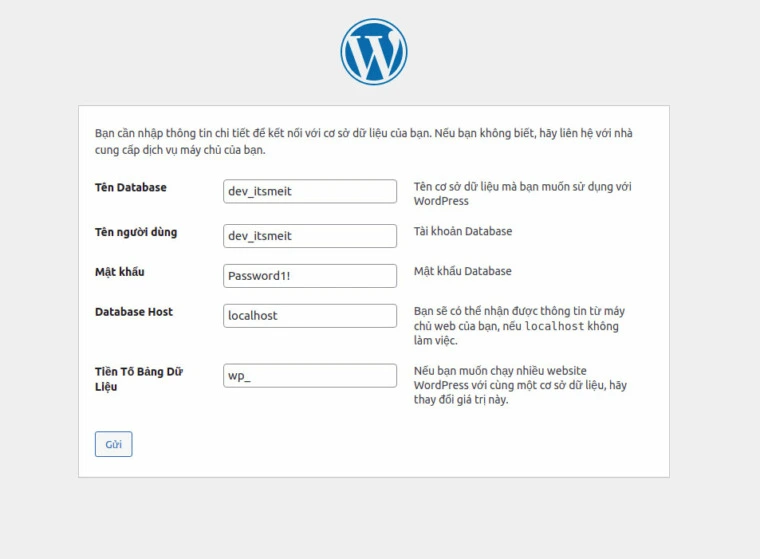 Bạn cần nhập thông tin chi tiết để kết nối với cơ sở dữ liệu của bạn. Nếu bạn không biết, hãy liên hệ với nhà
cung cấp dịch vụ máy chủ của bạn.
Tên Database
dev_itsmeit
Tên cơ sở dữ liệu mà bạn muốn sử dụng với
WordPress
Tên người dùng
dev_itsmeit
Tài khoản Database
Mật khẩu
Password1!
Mật khẩu Database
Database Host
localhost
Bạn sẽ có thể nhận được thông tin từ máy
chủ web của bạn, nếu localhost không
làm việc.
Tiền Tố Bảng Dữ
Liệu
wp_
Nếu bạn muốn chạy nhiều website
WordPress với cùng một cơ sở dữ liệu, hãy
thay đổi giá trị này.
Gửi